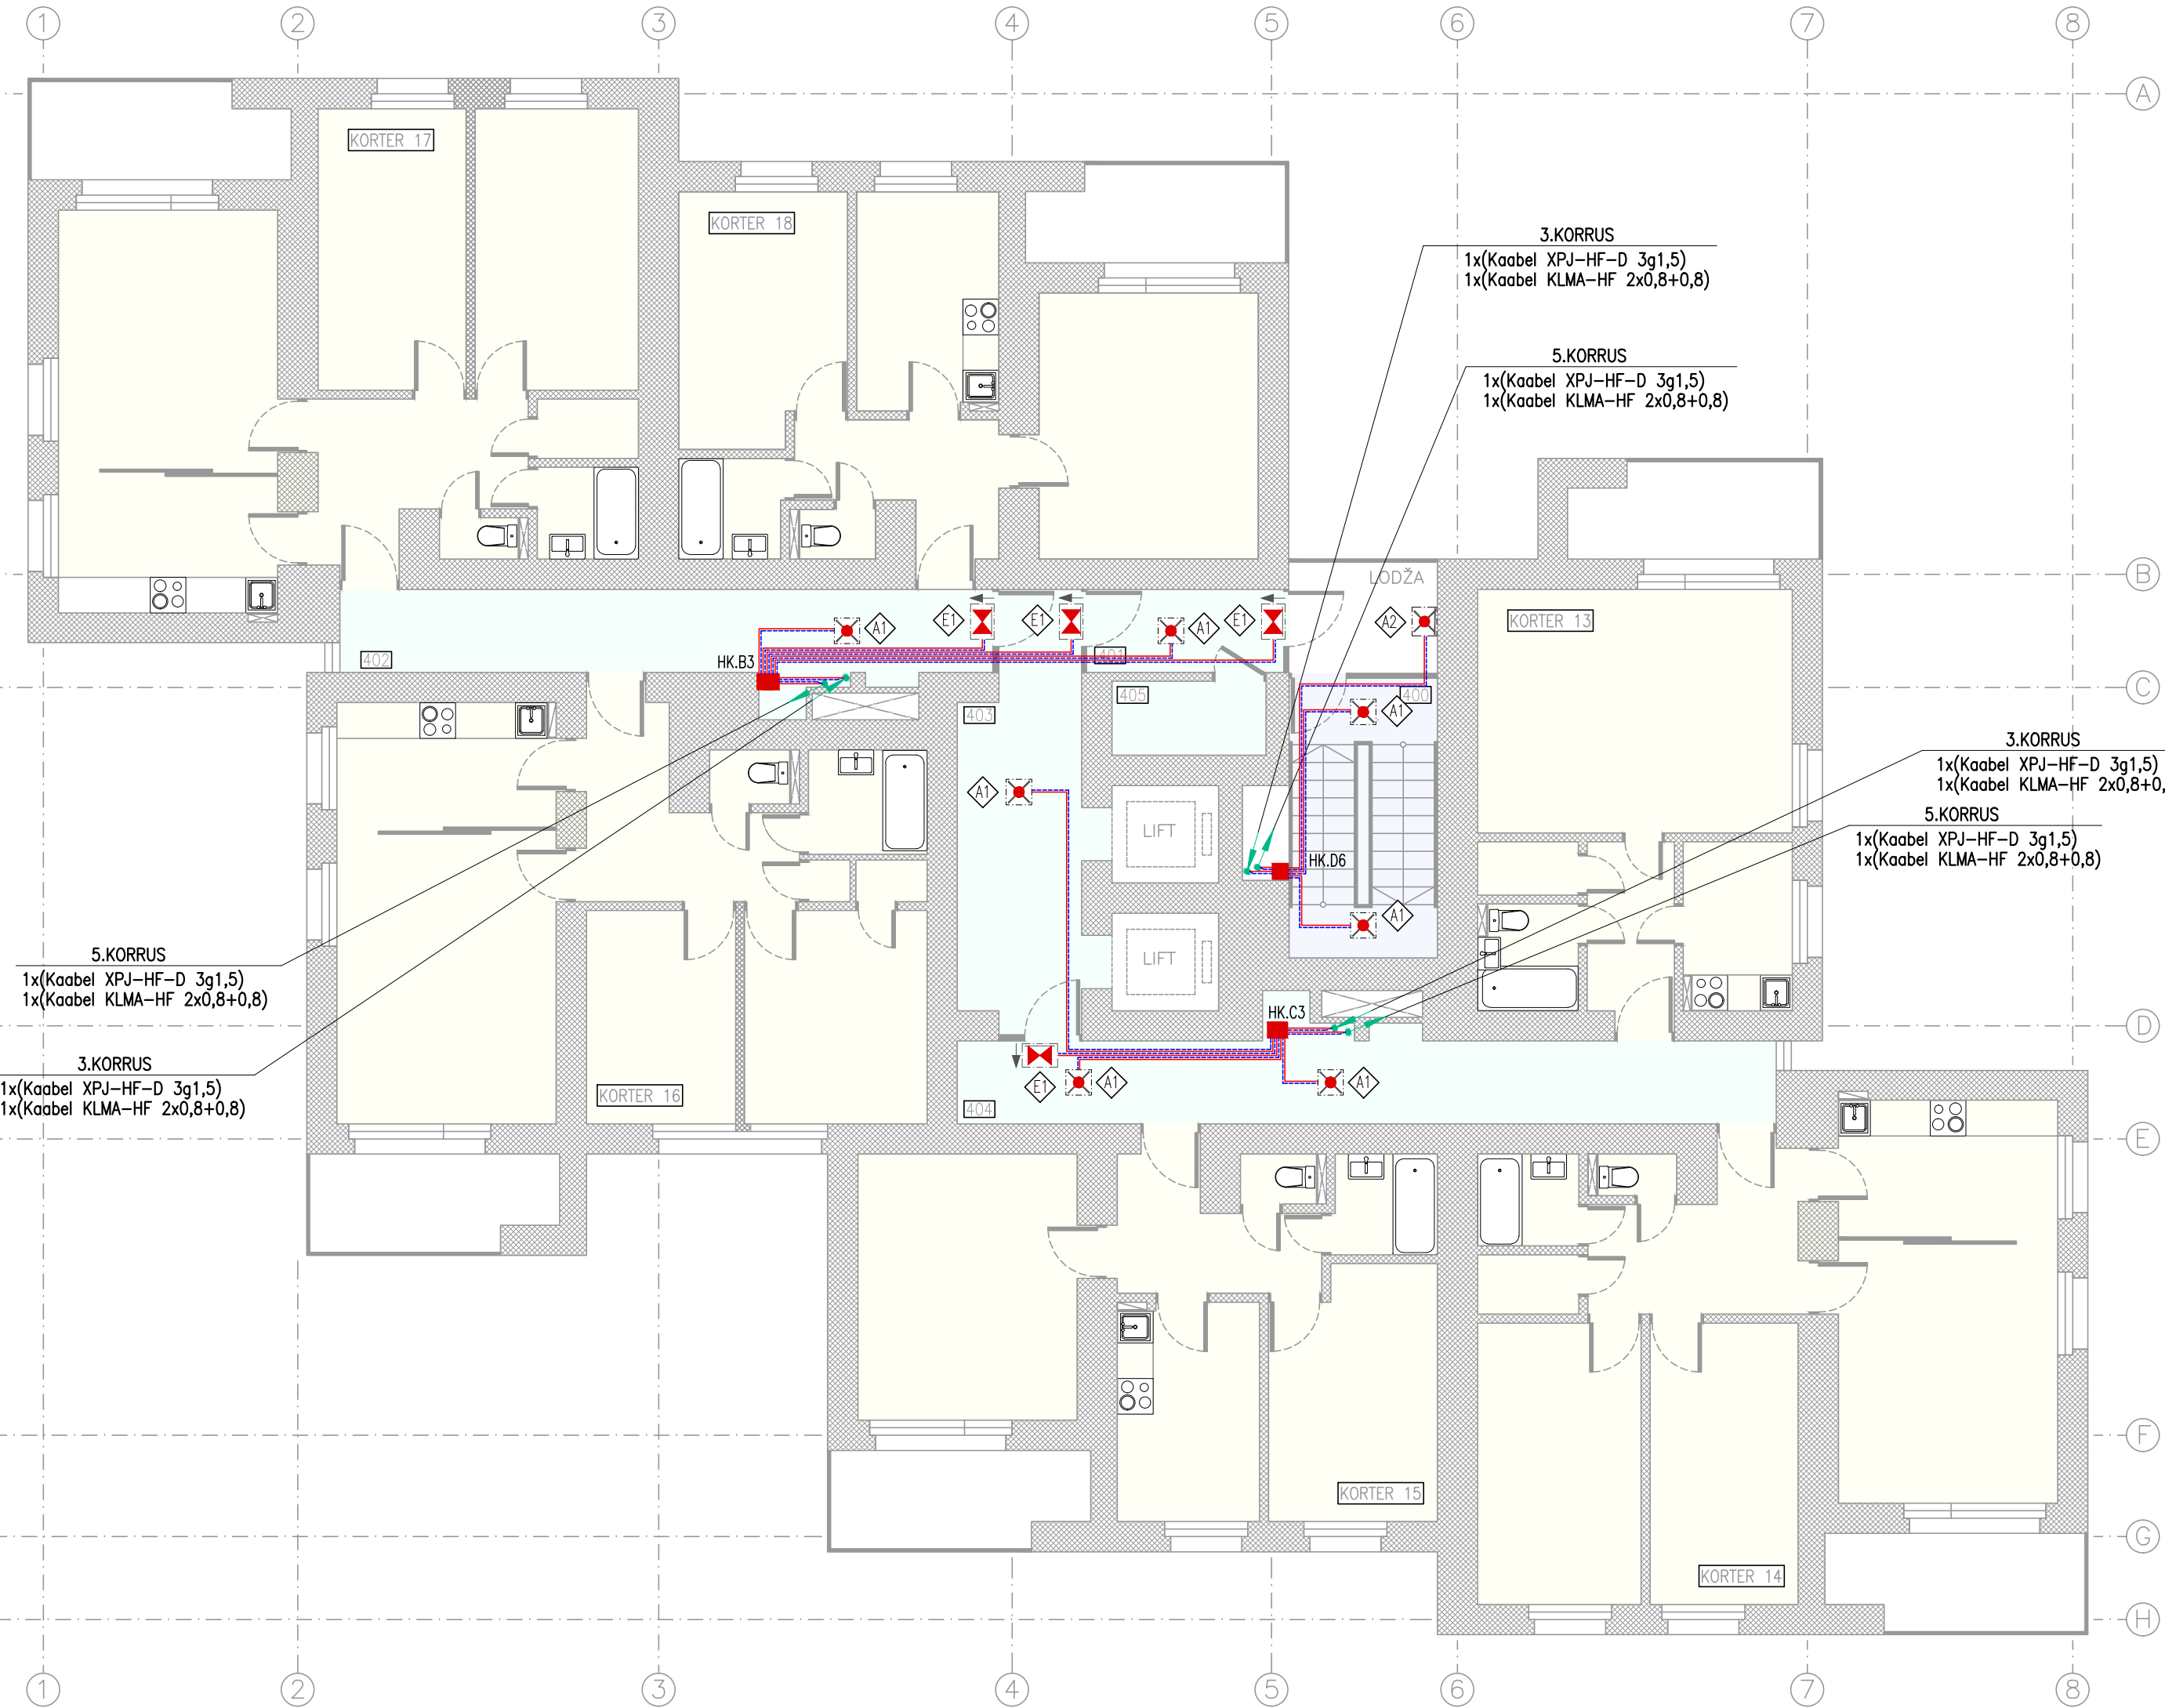 1 2 3 4 5 6 7 8
A
KORTER 17
KORTER 18
3.KORRUS
1x(Kaabel XPJ-HF-D 3g1,5)
1x(Kaabel KLMA-HF 2x0,8+0,8)
5.KORRUS
1x(Kaabel XPJ-HF-D 3g1,5)
1x(Kaabel KLMA-HF 2x0,8+0,8)
LODŽA
B
KORTER 13
A1 E1 E1 A1 E1 A2
402
HK.B3
401
405
400
C
403
A1
A1
LIFT
3.KORRUS
1x(Kaabel XPJ-HF-D 3g1,5)
1x(Kaabel KLMA-HF 2x0,8+0,
5.KORRUS
1x(Kaabel XPJ-HF-D 3g1,5)
1x(Kaabel KLMA-HF 2x0,8+0,8)
HK.D6
A1
LIFT
5.KORRUS
1x(Kaabel XPJ-HF-D 3g1,5)
1x(Kaabel KLMA-HF 2x0,8+0,8)
HK.C3
D
3.KORRUS
1x(Kaabel XPJ-HF-D 3g1,5)
1x(Kaabel KLMA-HF 2x0,8+0,8)
E1 A1 A1
KORTER 16
404
E
F
KORTER 15
G
KORTER 14
H
1 2 3 4 5 6 7 8